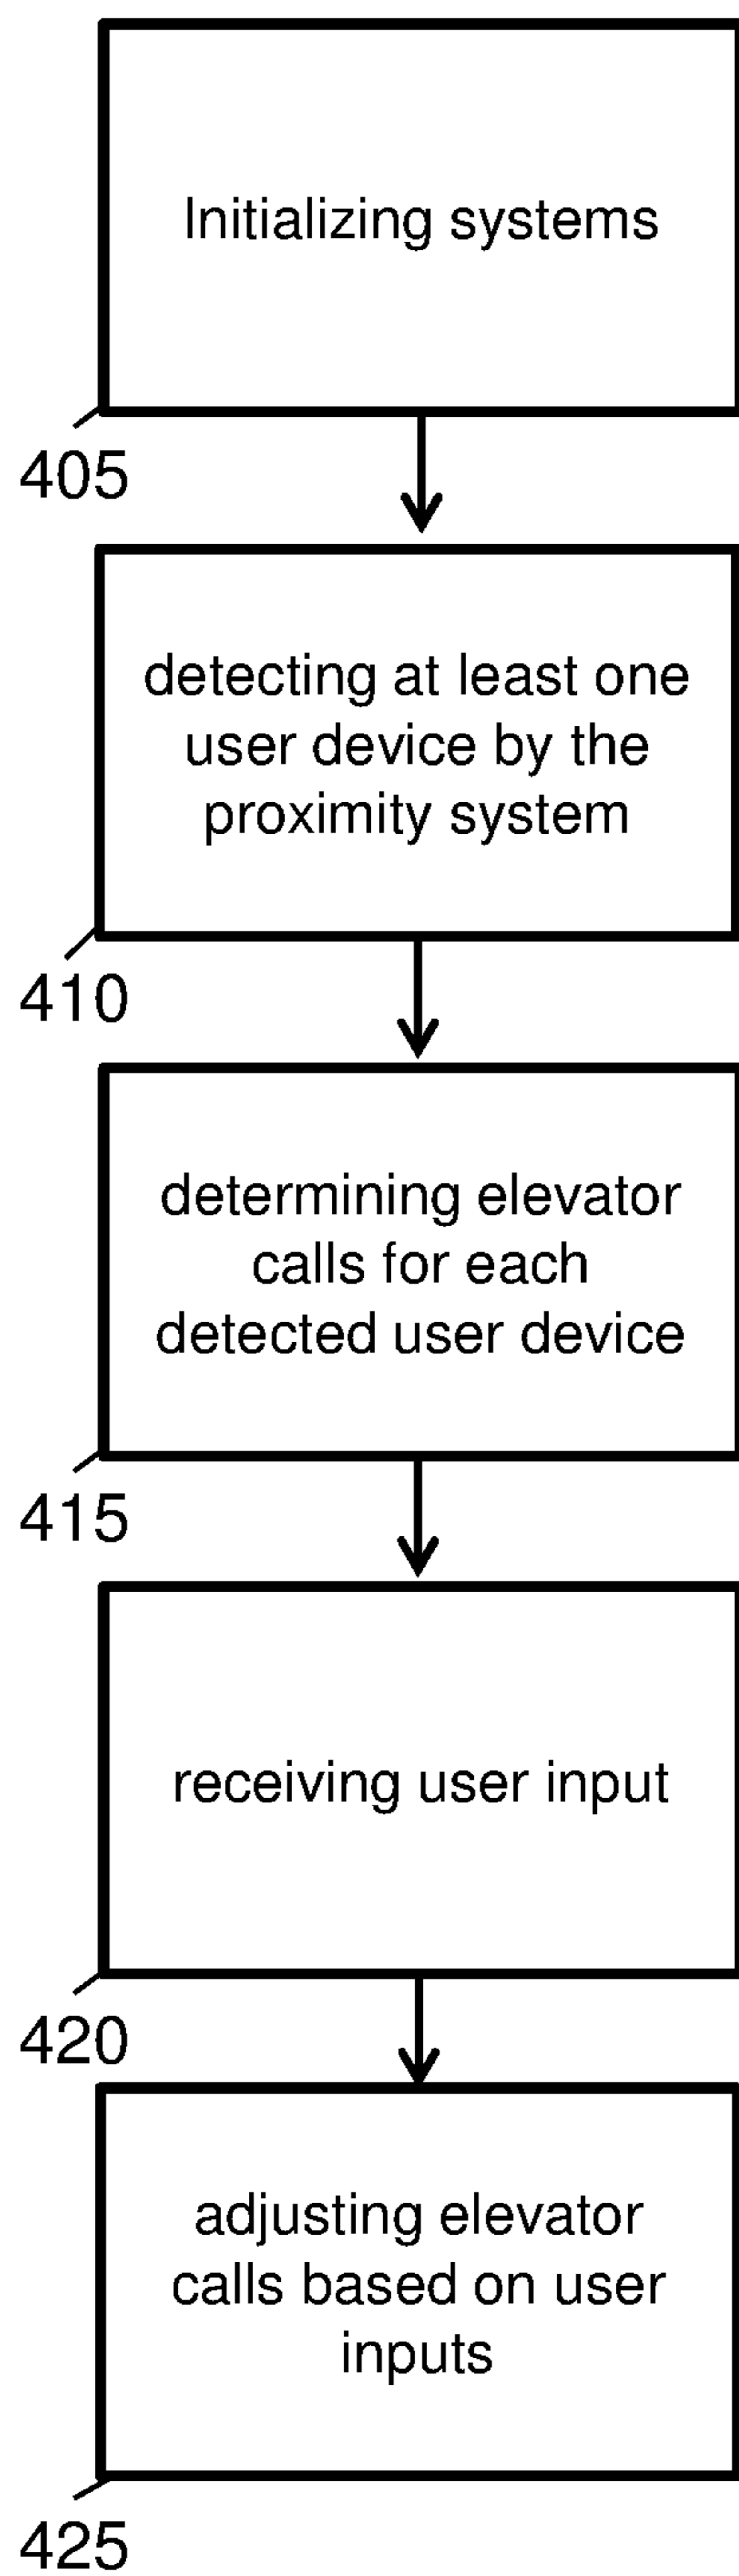 Initializing systems
405
detecting at least one
user device by the
proximity system
410
determining elevator
calls for each
detected user device
415
receiving user input
420
adjusting elevator
calls based on user
inputs
425